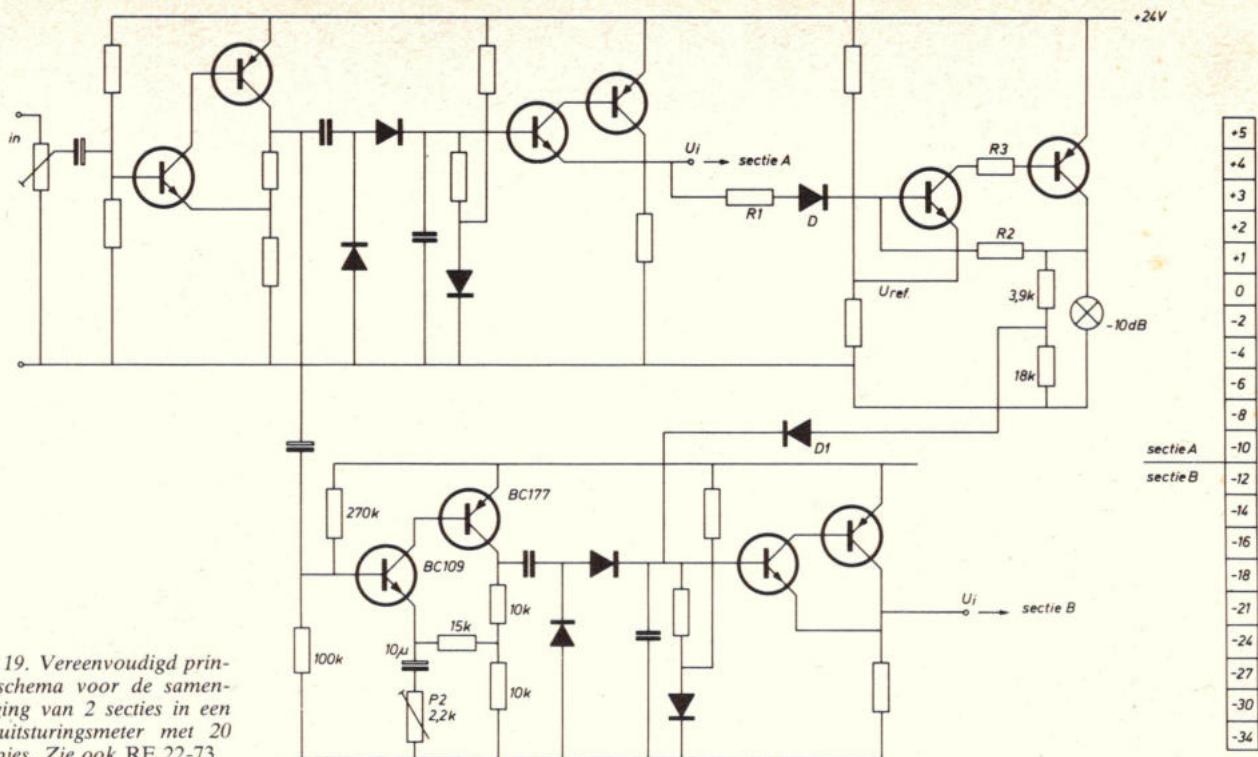 +24V
in
Ui → sectie A
R1
D
R3
R2
Uref.
3,9k
-10dB
18k
D1
270k
BC177
BC109
100k
15k
10μ
P2
2,2k
10k
10k
Ui → sectie B
+5
+4
+3
+2
+1
0
-2
-4
-6
-8
sectie A -10
sectie B -12
-14
-16
-18
-21
-24
-27
-30
-34
19. Vereenvoudigd prin-
schema voor de samen-
ging van 2 secties in een
uitsturingsmeter met 20
pjes. Zie ook RE 22-73.